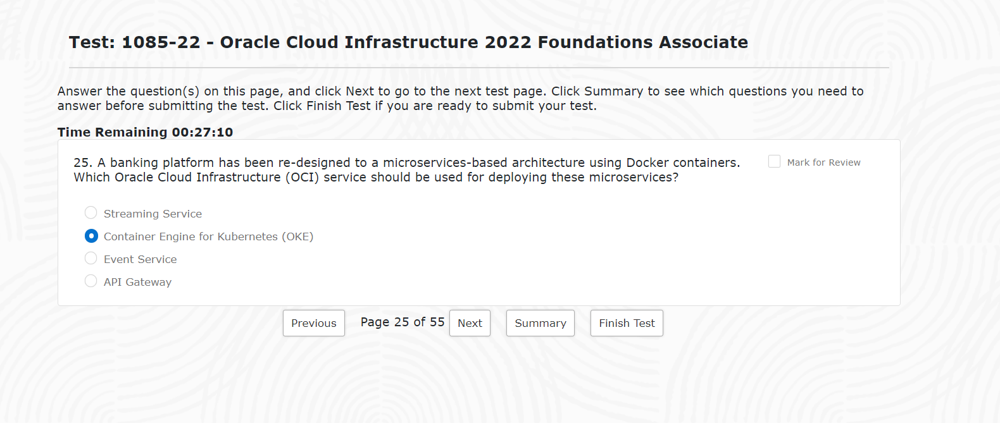 Test: 1085-22 - Oracle Cloud Infrastructure 2022 Foundations Associate
Answer the question(s) on this page, and click Next to go to the next test page. Click Summary to see which questions you need to
answer before submitting the test. Click Finish Test if you are ready to submit your test.
Time Remaining 00:27:10
25. A banking platform has been re-designed to a microservices-based architecture using Docker containers.
Which Oracle Cloud Infrastructure (OCI) service should be used for deploying these microservices?
Mark for Review
Streaming Service
Container Engine for Kubernetes (OKE)
Event Service
API Gateway
Previous Page 25 of 55 Next Summary Finish Test